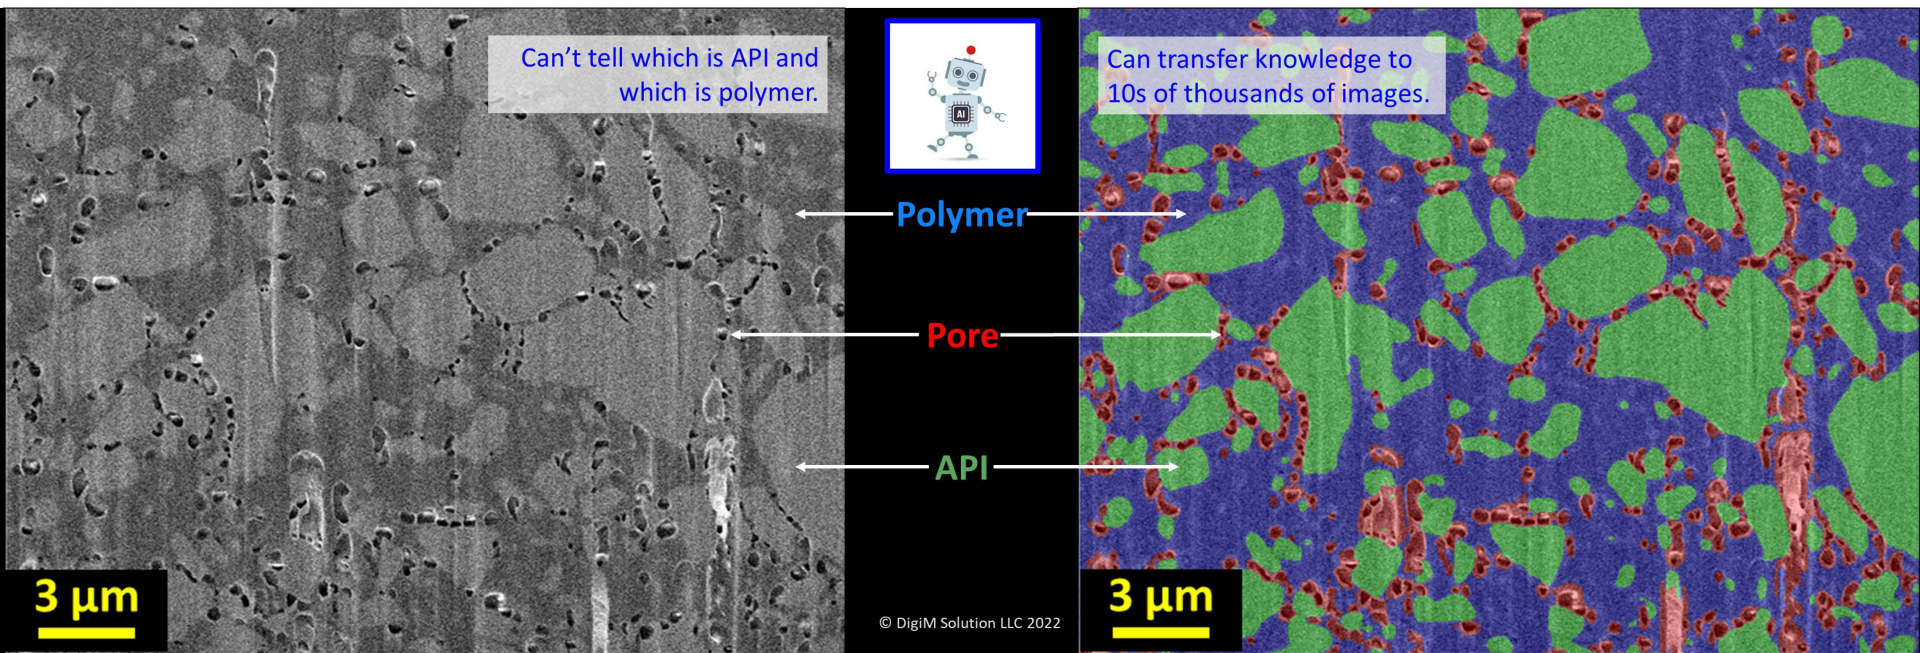 Can't tell which is API and
which is polymer.
AI
Can transfer knowledge to
10s of thousands of images.
Polymer
Pore
API
3 μm
© DigiM Solution LLC 2022
3 μm